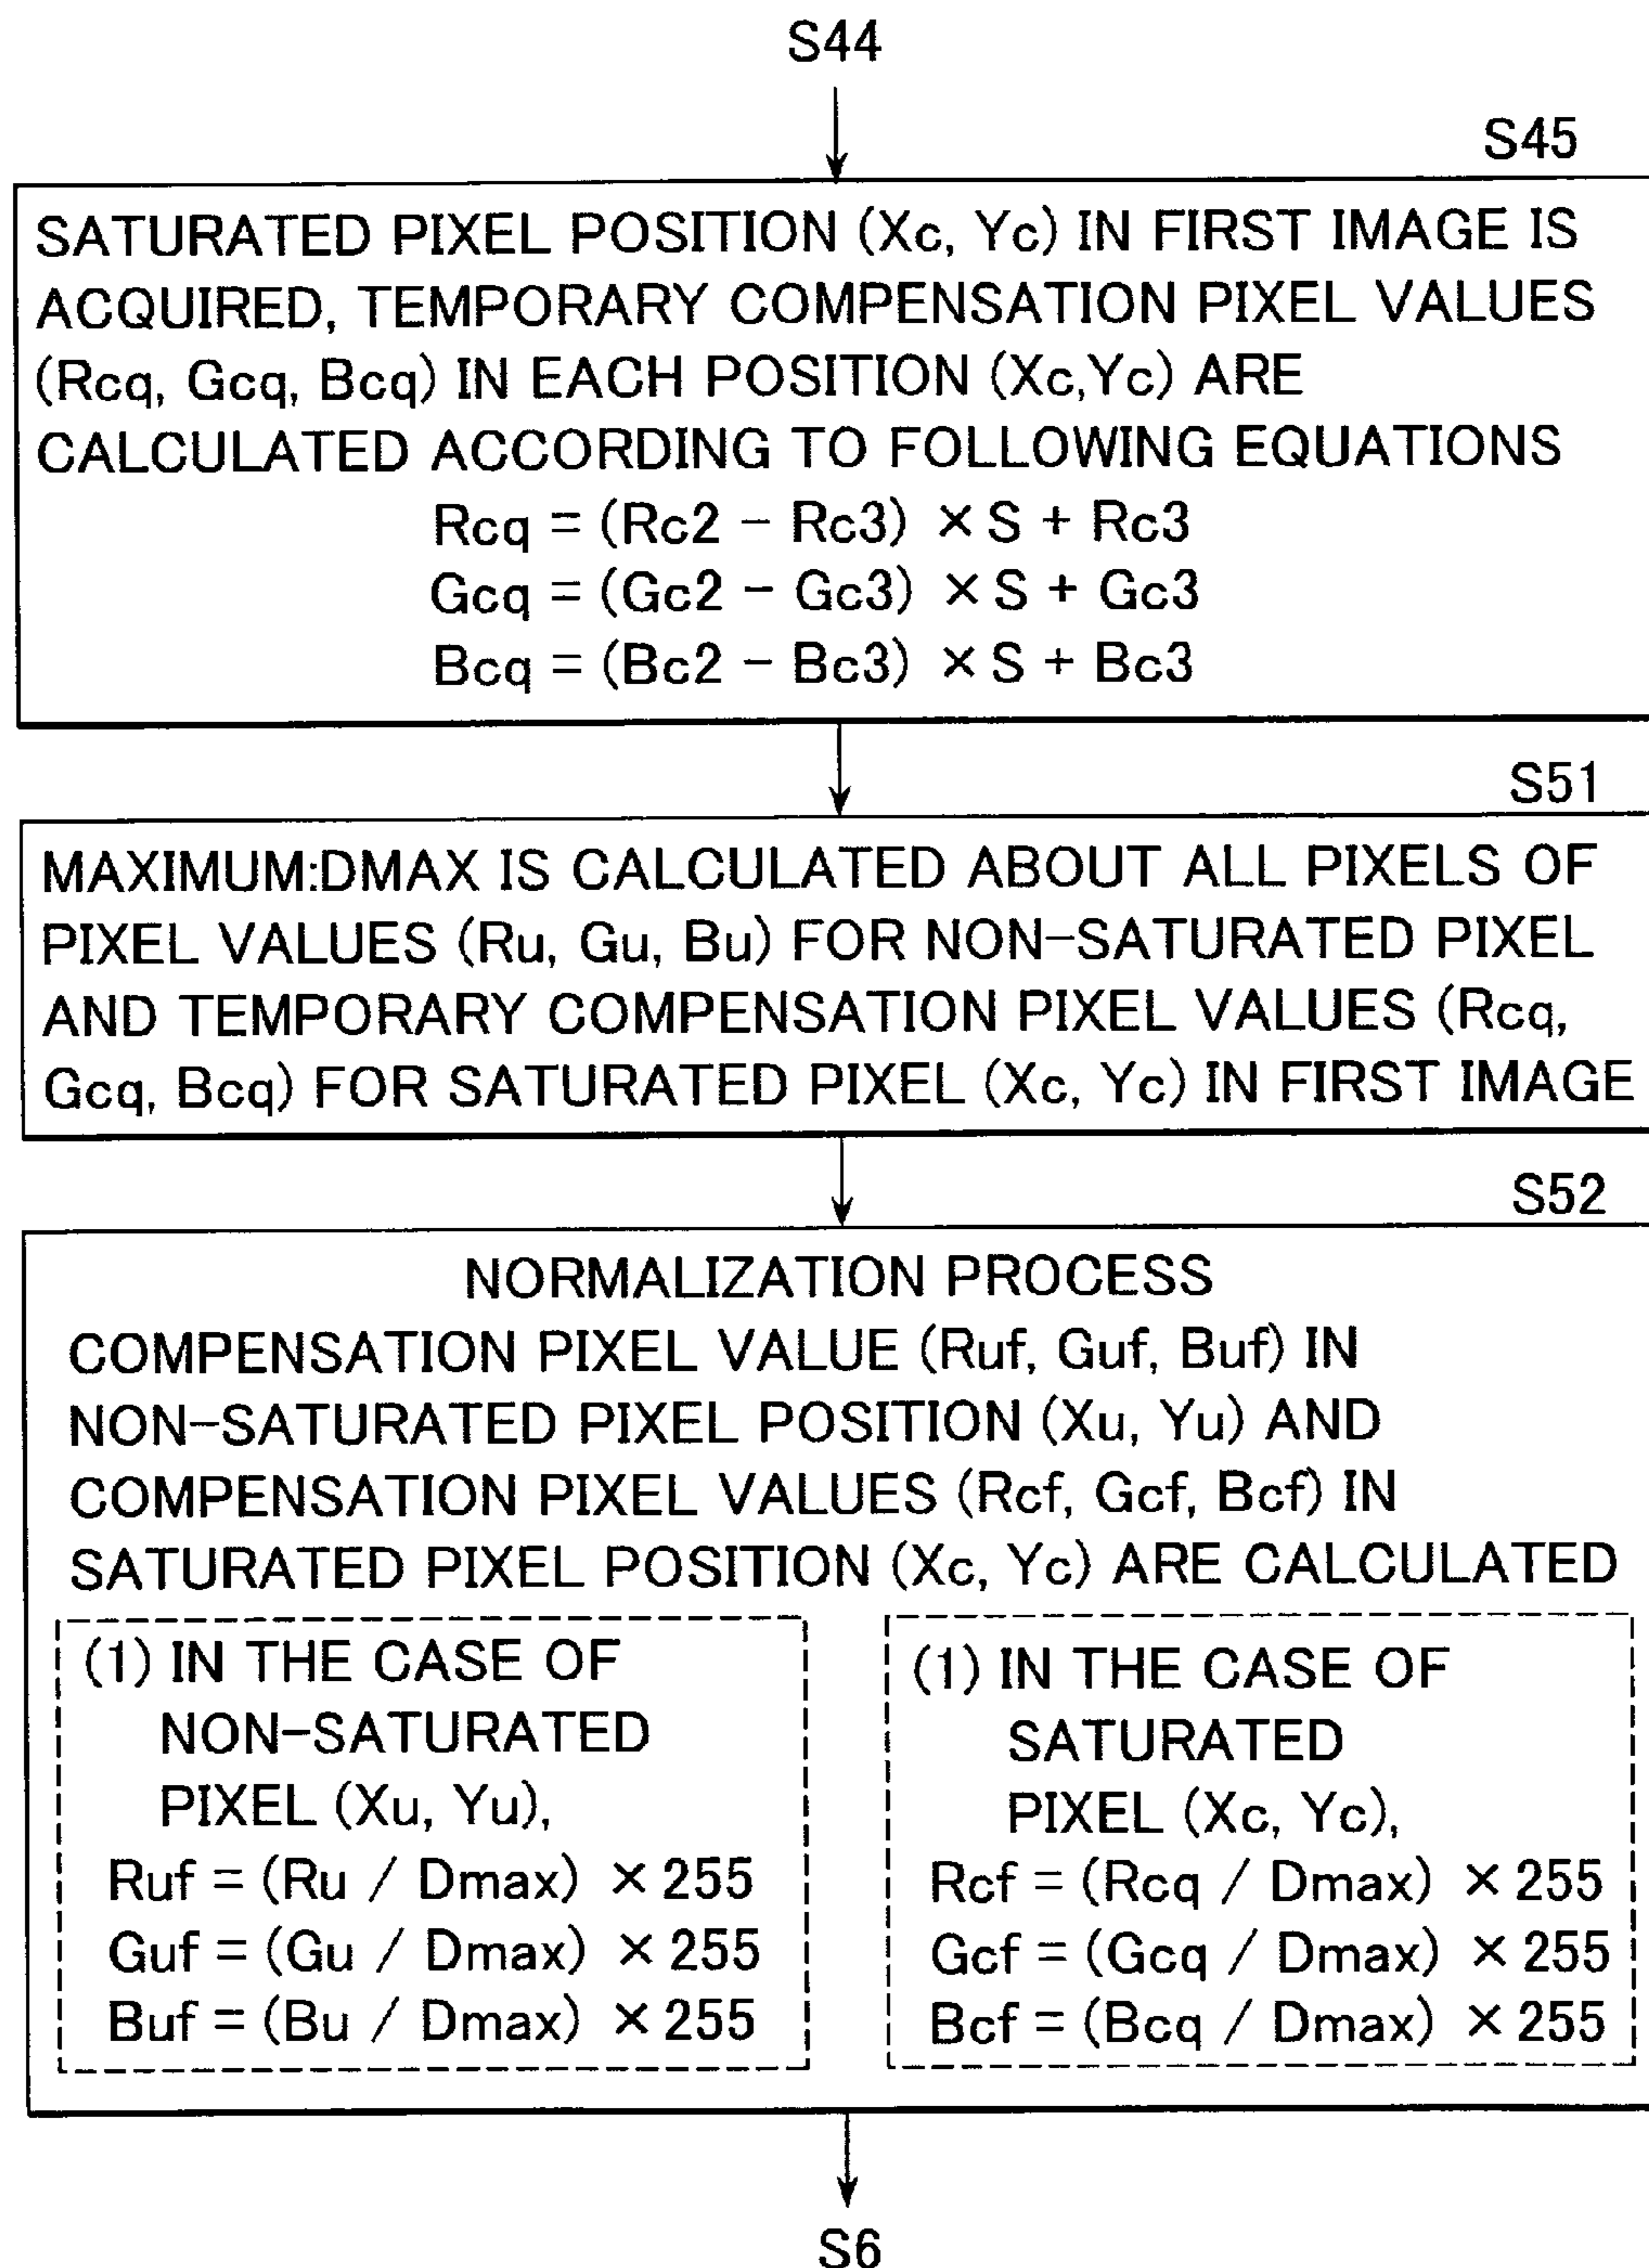 S44
S45
SATURATED PIXEL POSITION (Xc, Yc) IN FIRST IMAGE IS
ACQUIRED, TEMPORARY COMPENSATION PIXEL VALUES
(Rcq, Gcq, Bcq) IN EACH POSITION (Xc,Yc) ARE
CALCULATED ACCORDING TO FOLLOWING EQUATIONS
Rcq = (Rc2 − Rc3) × S + Rc3
Gcq = (Gc2 − Gc3) × S + Gc3
Bcq = (Bc2 − Bc3) × S + Bc3
S51
MAXIMUM:DMAX IS CALCULATED ABOUT ALL PIXELS OF
PIXEL VALUES (Ru, Gu, Bu) FOR NON-SATURATED PIXEL
AND TEMPORARY COMPENSATION PIXEL VALUES (Rcq,
Gcq, Bcq) FOR SATURATED PIXEL (Xc, Yc) IN FIRST IMAGE
S52
NORMALIZATION PROCESS
COMPENSATION PIXEL VALUE (Ruf, Guf, Buf) IN
NON-SATURATED PIXEL POSITION (Xu, Yu) AND
COMPENSATION PIXEL VALUES (Rcf, Gcf, Bcf) IN
SATURATED PIXEL POSITION (Xc, Yc) ARE CALCULATED
(1) IN THE CASE OF
NON-SATURATED
PIXEL (Xu, Yu),
Ruf = (Ru / Dmax) × 255
Guf = (Gu / Dmax) × 255
Buf = (Bu / Dmax) × 255
(1) IN THE CASE OF
SATURATED
PIXEL (Xc, Yc),
Rcf = (Rcq / Dmax) × 255
Gcf = (Gcq / Dmax) × 255
Bcf = (Bcq / Dmax) × 255
S6